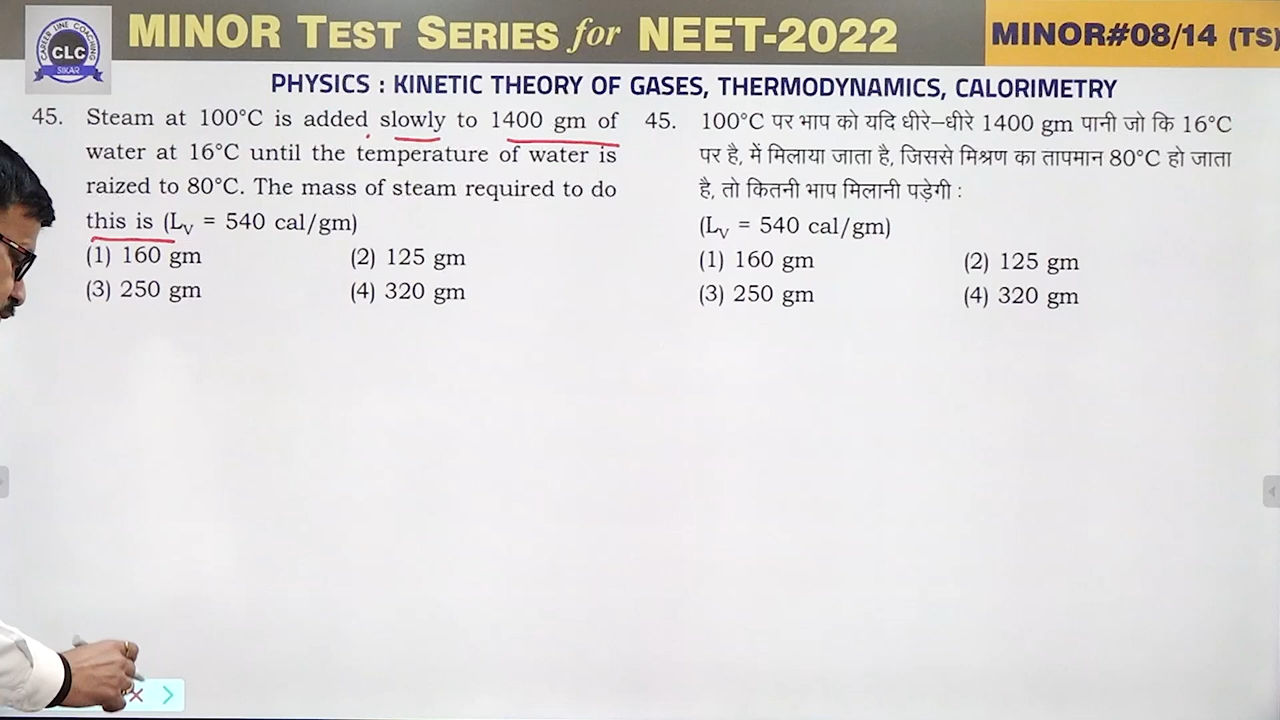 CAREER LINE COACHING
CLC
SIKAR
MINOR TEST SERIES for NEET-2022
MINOR#08/14 (TS)
PHYSICS : KINETIC THEORY OF GASES, THERMODYNAMICS, CALORIMETRY
45. Steam at 100°C is added slowly to 1400 gm of
water at 16°C until the temperature of water is
raized to 80°C. The mass of steam required to do
this is (Lv = 540 cal/gm)
(1) 160 gm (2) 125 gm
(3) 250 gm (4) 320 gm
45. 100°C पर भाप को यदि धीरे–धीरे 1400 gm पानी जो कि 16°C
पर है, में मिलाया जाता है, जिससे मिश्रण का तापमान 80°C हो जाता
है, तो कितनी भाप मिलानी पड़ेगी :
(Lv = 540 cal/gm)
(1) 160 gm (2) 125 gm
(3) 250 gm (4) 320 gm